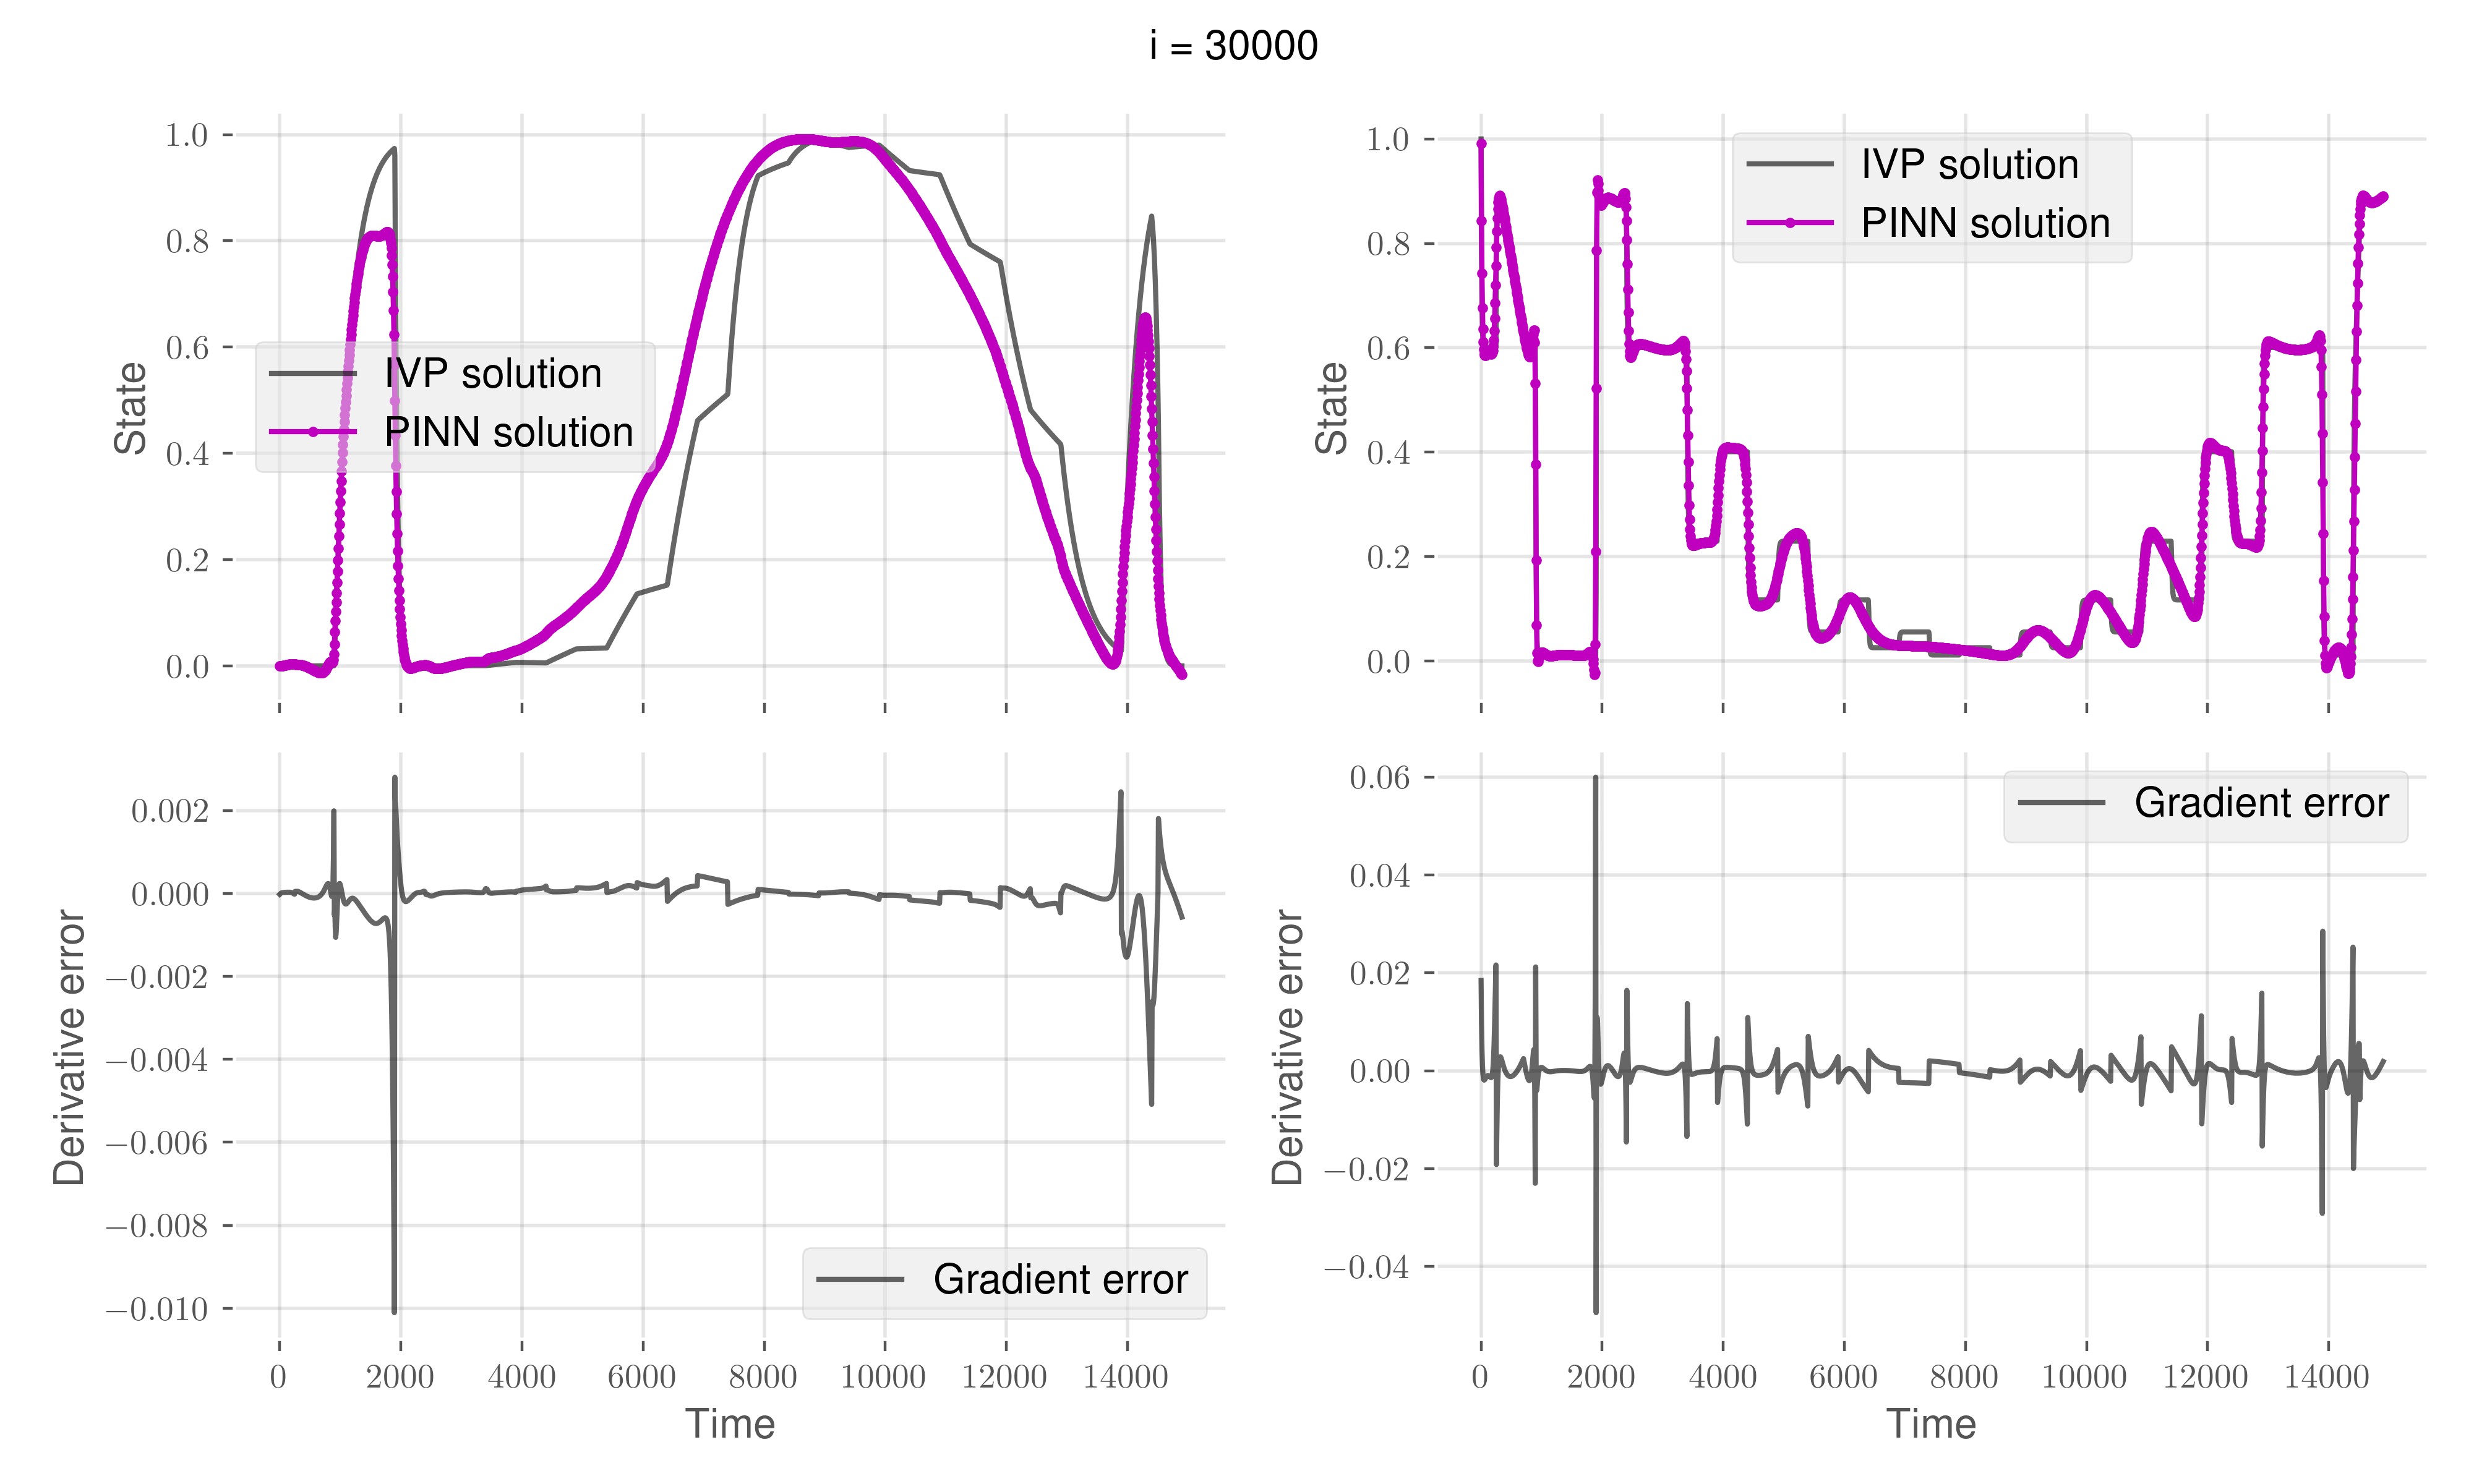 i = 30000
1.0
0.8
0.6
0.4
0.2
0.0
State
IVP solution
PINN solution
1.0
0.8
0.6
0.4
0.2
0.0
State
IVP solution
PINN solution
0.002
0.000
−0.002
−0.004
−0.006
−0.008
−0.010
Derivative error
Gradient error
0 2000 4000 6000 8000 10000 12000 14000
Time
0.06
0.04
0.02
0.00
−0.02
−0.04
Derivative error
Gradient error
0 2000 4000 6000 8000 10000 12000 14000
Time